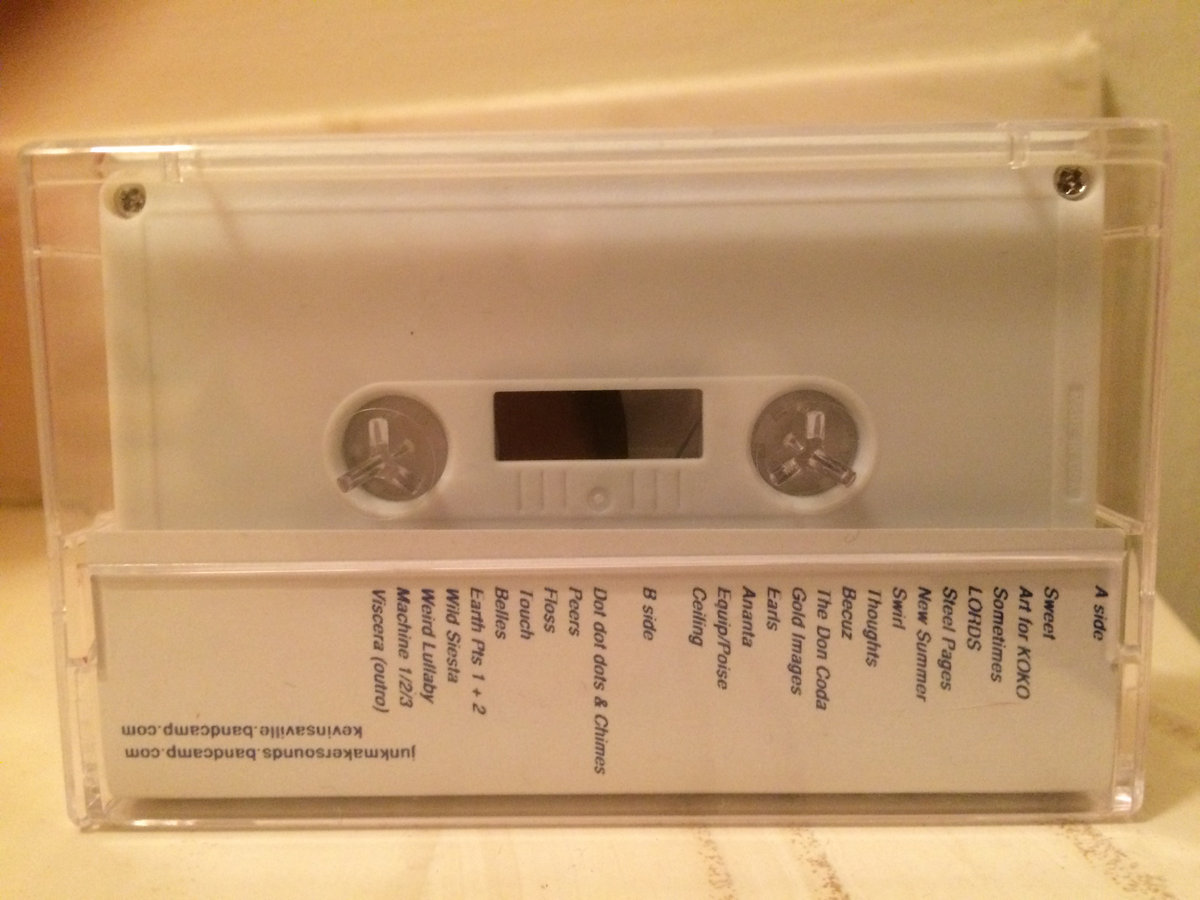 A side
Sweet
Art for KOKO
Sometimes
LORDS
Steel Pages
New Summer
Swirl
Thoughts
Becuz
The Don Coda
Gold Images
Earls
Ananta
Equip/Poise
Ceiling
B side
Dot dot dots & Chimes
Peers
Floss
Touch
Belles
Earth Pts 1 + 2
Wild Siesta
Weird Lullaby
Machine 1/2/3
Viscera (outro)
junkmakersounds.bandcamp.com
kevinsaville.bandcamp.com